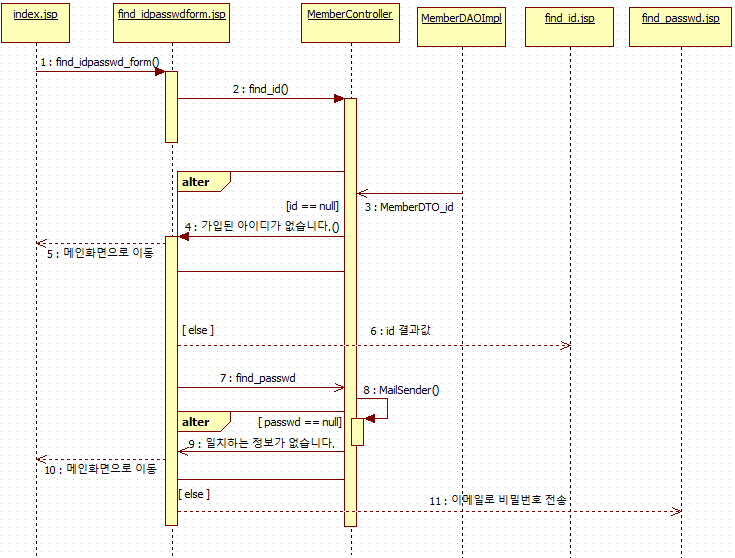 index.jsp
find_idpasswdform.jsp
MemberController
MemberDAOImpl
find_id.jsp
find_passwd.jsp
1 : find_idpasswd_form()
2 : find_id()
alter
[id == null]
3 : MemberDTO_id
4 : 가입된 아이디가 없습니다.()
5 : 메인화면으로 이동
[ else ]
6 : id 결과값
7 : find_passwd
8 : MailSender()
alter
[ passwd == null]
9 : 일치하는 정보가 없습니다.
10 : 메인화면으로 이동
[ else ]
11 : 이메일로 비밀번호 전송